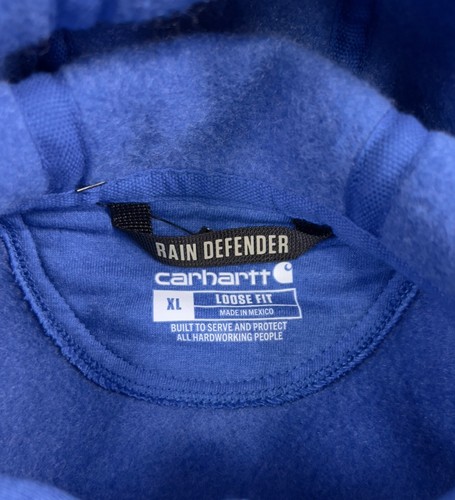 RAIN DEFENDER
carhartt
XL LOOSE FIT
MADE IN MEXICO
BUILT TO SERVE AND PROTECT
ALL HARDWORKING PEOPLE